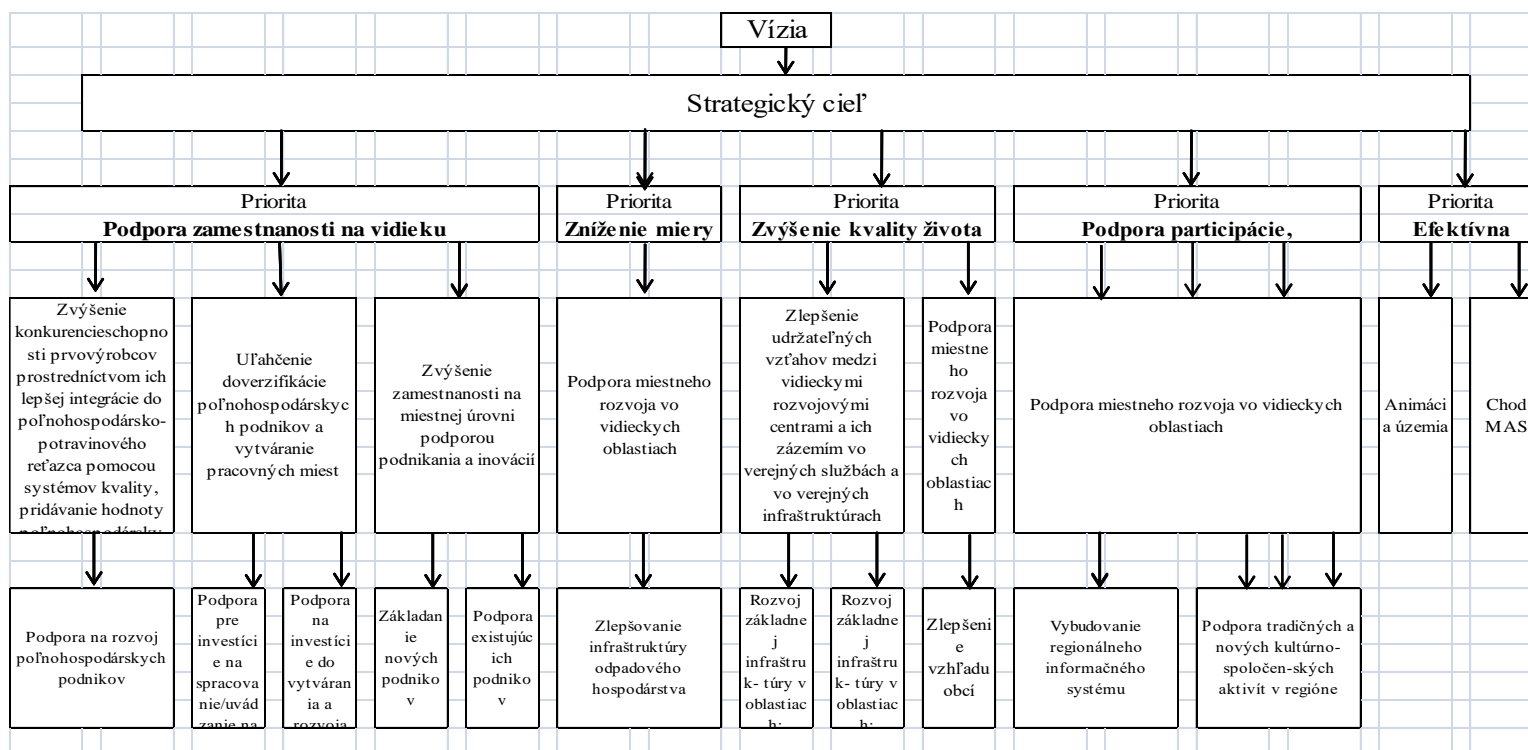 Vízia
Strategický cieľ
Priorita
Podpora zamestnanosti na vidieku
Priorita
Zníženie miery
Priorita
Zvýšenie kvality života
Priorita
Podpora participácie,
Priorita
Efektívna
Zvýšenie
konkurencieschopno
sti prvovýrobcov
prostredníctvom ich
lepšej integrácie do
poľnohospodársko-
potravinového
reťazca pomocou
systémov kvality,
pridávanie hodnoty
Uľahčenie
doverzifikácie
poľnohospodárskyc
h podnikov a
vytváranie
pracovných miest
Zvýšenie
zamestnanosti na
miestnej úrovni
podporou
podnikania a inovácií
Podpora miestneho
rozvoja vo
vidieckych
oblastiach
Zlepšenie
udržateľných
vzťahov medzi
vidieckymi
rozvojovými
centrami a ich
zázemím vo
verejných službách a
vo verejných
infraštruktúrach
Podpora
miestne
ho
rozvoja
vo
vidiecky
ch
oblastiac
h
Podpora miestneho rozvoja vo vidieckych
oblastiach
Animáci
a územia
Chod
MAS
Podpora na rozvoj
poľnohospodárskych
podnikov
Podpora
pre
investíci
e na
spracova
nie/uvád
zanie na
Podpora
na
investíci
e do
vytvárán
ia a
rozvoja
Základan
ie
nových
podniko
v
Podpora
existujúc
ich
podniko
v
Zlepšovanie
infraštruktúry
odpadového
hospodárstva
Rozvoj
základne
j
infraštru
k- túry v
oblastiac
h:
Rozvoj
základne
j
infraštru
k- túry v
oblastiac
h:
Zlepšeni
e
vzhľadu
obcí
Vybudovanie
regionálneho
informačného
systému
Podpora tradičných a
nových kultúrno-
spoločen-ských
aktivít v regióne